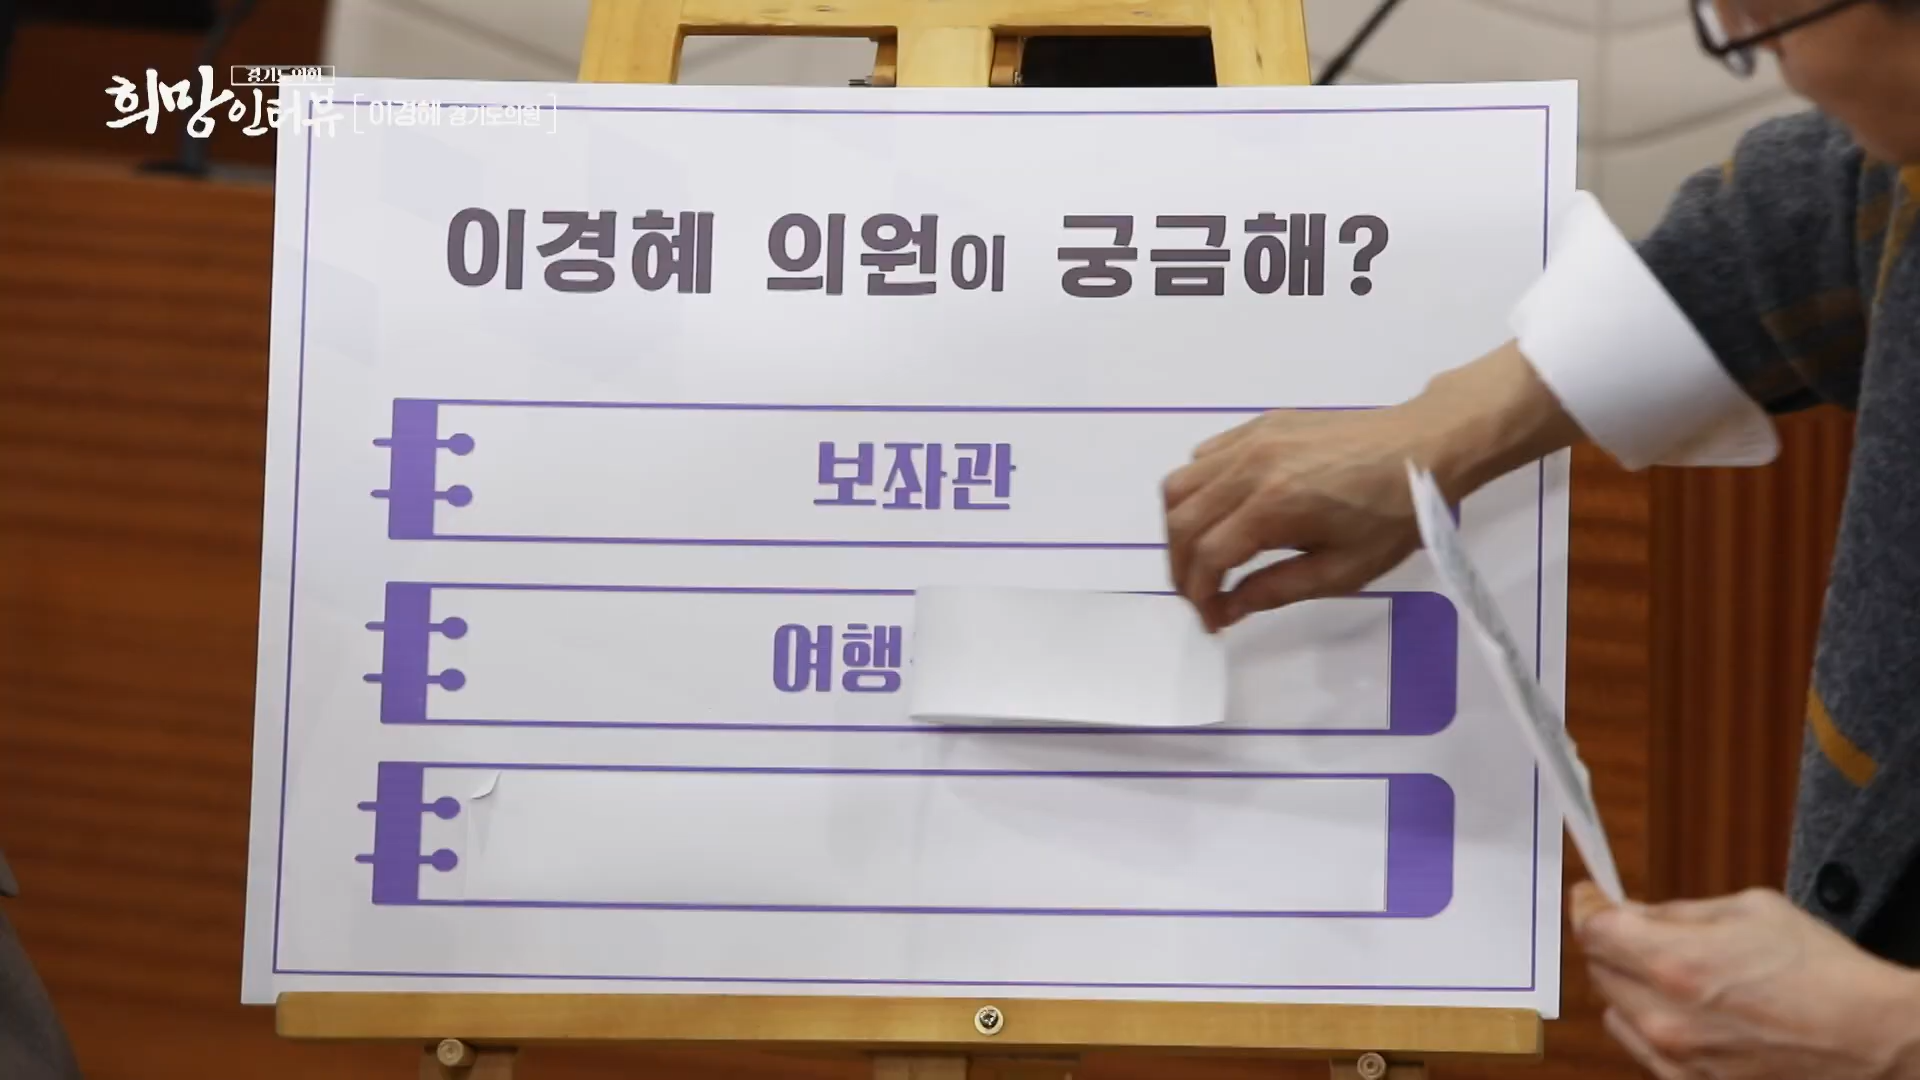 경기도의회
희망인터뷰 [ 이경혜 경기도의원 ]
이경혜 의원이 궁금해?
보좌관
여행